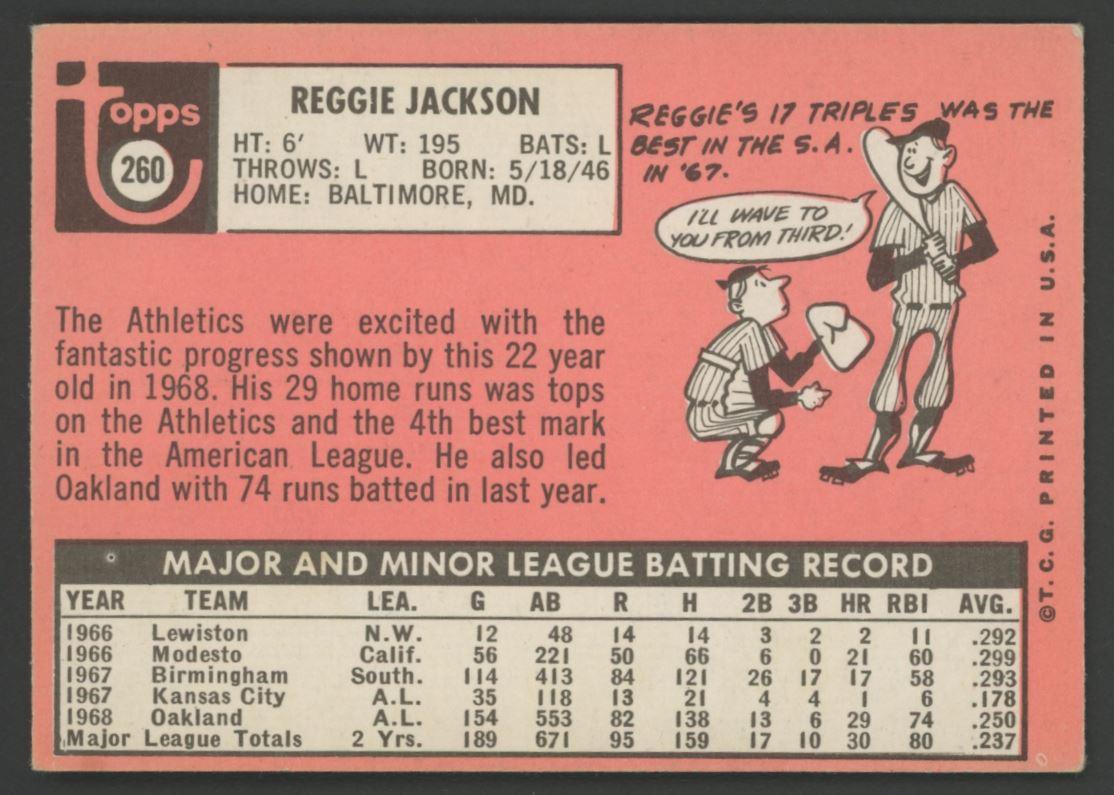 topps
260
REGGIE JACKSON
HT: 6' WT: 195 BATS: L
THROWS: L BORN: 5/18/46
HOME: BALTIMORE, MD.
REGGIE'S 17 TRIPLES WAS THE
BEST IN THE S.A.
IN '67.
I'LL WAVE TO
YOU FROM THIRD!
The Athletics were excited with the
fantastic progress shown by this 22 year
old in 1968. His 29 home runs was tops
on the Athletics and the 4th best mark
in the American League. He also led
Oakland with 74 runs batted in last year.
©T.C.G. PRINTED IN U.S.A.
MAJOR AND MINOR LEAGUE BATTING RECORD
YEAR TEAM LEA. G AB R H 2B 3B HR RBI AVG.
1966 Lewiston N.W. 12 48 14 14 3 2 2 11 .292
1966 Modesto Calif. 56 221 50 66 6 0 21 60 .299
1967 Birmingham South. 114 413 84 121 26 17 17 58 .293
1967 Kansas City A.L. 35 118 13 21 4 4 1 6 .178
1968 Oakland A.L. 154 553 82 138 13 6 29 74 .250
Major League Totals 2 Yrs. 189 671 95 159 17 10 30 80 .237